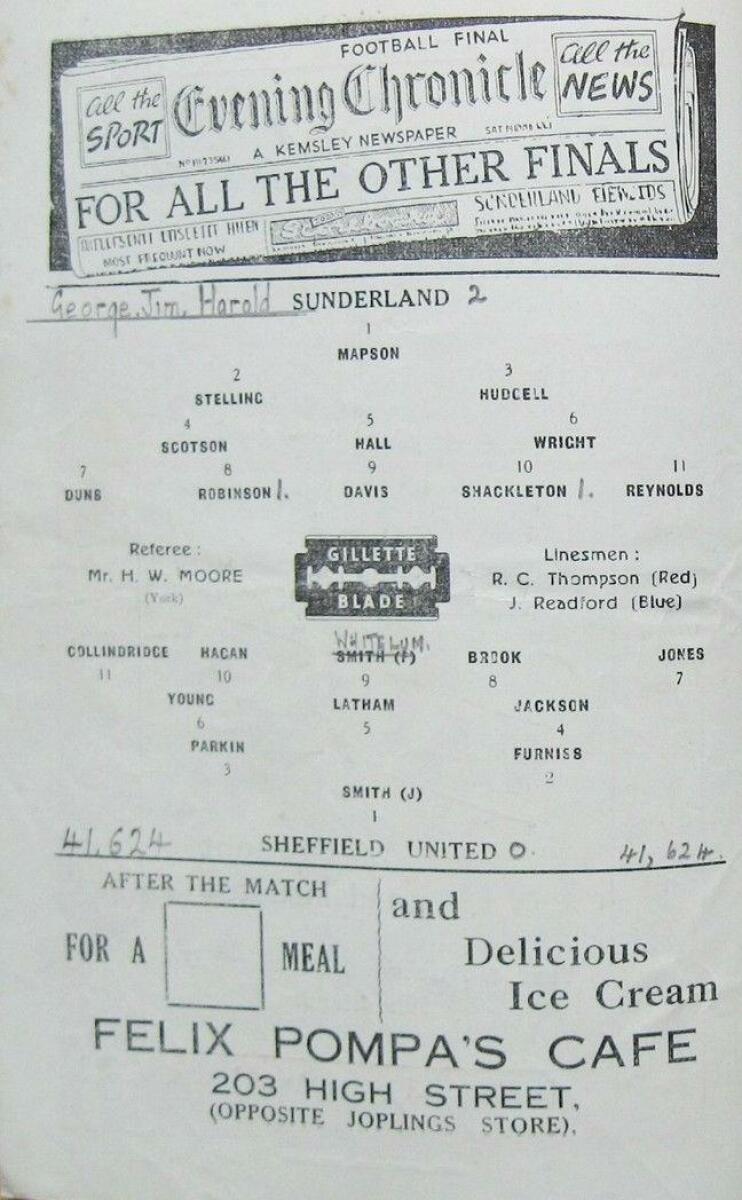 FOOTBALL FINAL
all the SPORT
Evening Chronicle
all the NEWS
A KEMSLEY NEWSPAPER
FOR ALL THE OTHER FINALS
SUNDERLAND
MOST FREQUENT NOW
George. Jim. Harold SUNDERLAND 2
1
MAPSON
2 3
STELLING HUDGELL
4 5 6
SCOTSON HALL WRIGHT
7 8 9 10 11
DUNS ROBINSON 1. DAVIS SHACKLETON 1. REYNOLDS
Referee :
Mr. H. W. MOORE
(York)
GILLETTE
BLADE
Linesmen :
R. C. Thompson (Red)
J. Readford (Blue)
WHITELUM.
COLLINDRIDGE HAGAN SMITH (F) BROOK JONES
11 10 9 8 7
YOUNG LATHAM JACKSON
6 5 4
PARKIN FURNISS
3 2
SMITH (J)
1
41,624 SHEFFIELD UNITED 0. 41,624.
AFTER THE MATCH
FOR A MEAL
and
Delicious
Ice Cream
FELIX POMPA'S CAFE
203 HIGH STREET,
(OPPOSITE JOPLINGS STORE).